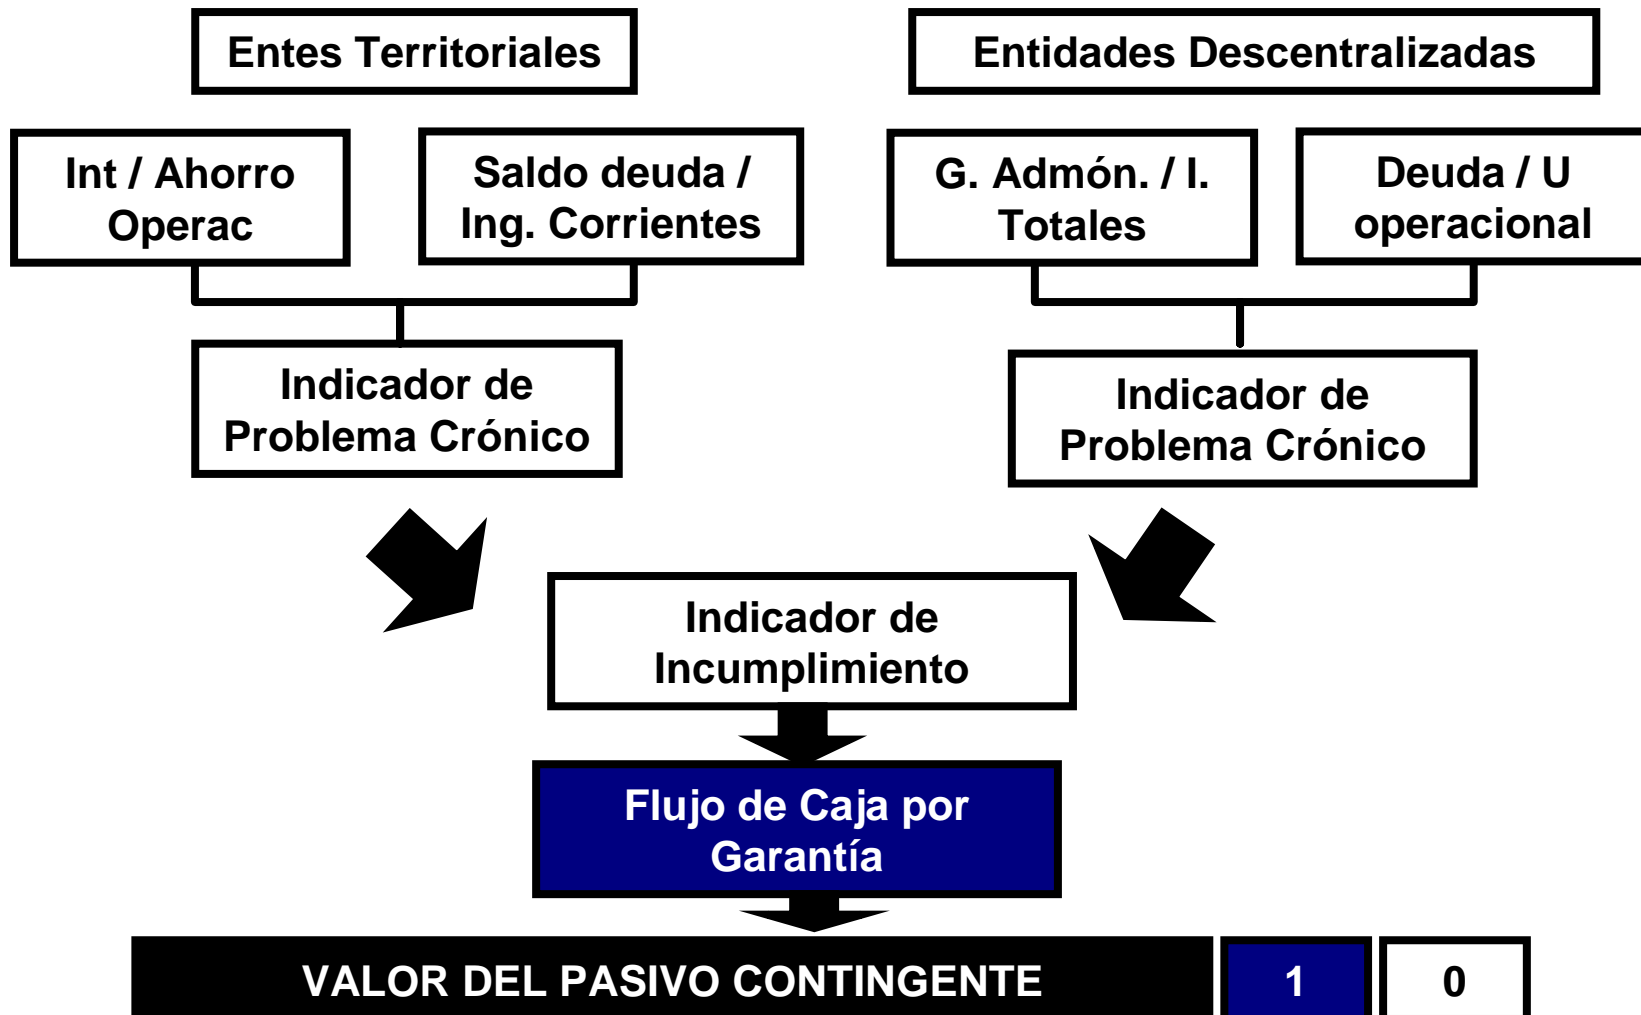 Entes Territoriales
Entidades Descentralizadas
Int / Ahorro
Operac
Saldo deuda /
Ing. Corrientes
G. Admón. / I.
Totales
Deuda / U
operacional
Indicador de
Problema Crónico
Indicador de
Problema Crónico
Indicador de
Incumplimiento
Flujo de Caja por
Garantía
VALOR DEL PASIVO CONTINGENTE
1
0